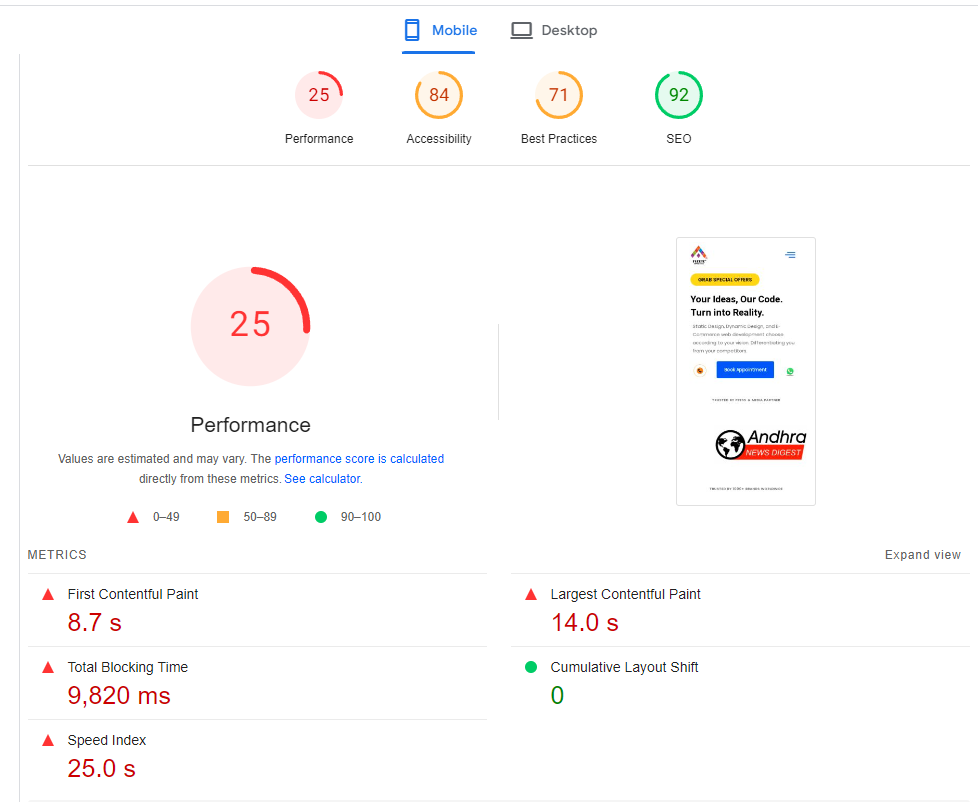 Mobile Desktop
25 84 71 92
Performance Accessibility Best Practices SEO
25
Performance
Values are estimated and may vary. The performance score is calculated
directly from these metrics. See calculator.
0–49 50–89 90–100
GRAB SPECIAL OFFERS
Your Ideas, Our Code.
Turn into Reality.
Static Design, Dynamic Design, and E-
Commerce web development choose
according to your vision. Differentiating you
from your competitors.
Book Appointment
Andhra
NEWS DIGEST
METRICS Expand view
First Contentful Paint
8.7 s
Largest Contentful Paint
14.0 s
Total Blocking Time
9,820 ms
Cumulative Layout Shift
0
Speed Index
25.0 s